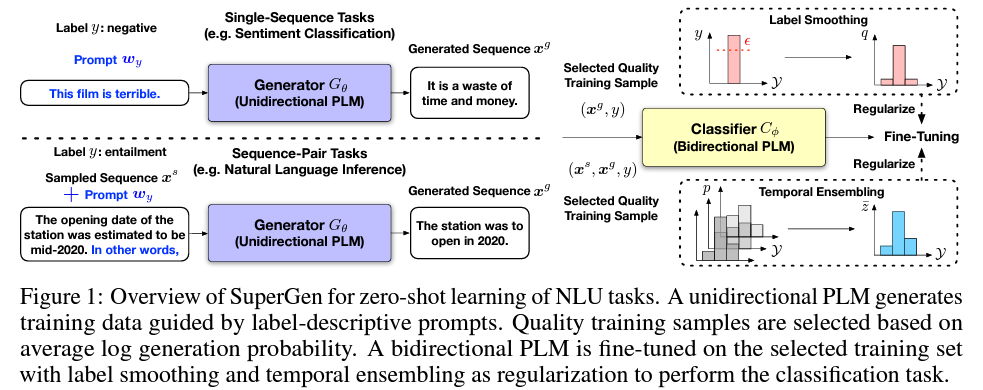 Single-Sequence Tasks
(e.g. Sentiment Classification)
Label y: negative
Prompt w_y
This film is terrible.
Generator G_θ
(Unidirectional PLM)
Generated Sequence x^g
It is a waste of
time and money.
Label y: entailment
Sequence-Pair Tasks
(e.g. Natural Language Inference)
Sampled Sequence x^s
+ Prompt w_y
The opening date of the
station was estimated to be
mid-2020. In other words,
Generator G_θ
(Unidirectional PLM)
Generated Sequence x^g
The station was to
open in 2020.
Selected Quality
Training Sample
(x^g, y)
(x^s, x^g, y)
Selected Quality
Training Sample
Classifier C_ϕ
(Bidirectional PLM)
Label Smoothing
y
ϵ
𝒴
q
𝒴
Regularize
Fine-Tuning
Regularize
Temporal Ensembling
p
𝒴
z̄
𝒴
Figure 1: Overview of SuperGen for zero-shot learning of NLU tasks. A unidirectional PLM generates
training data guided by label-descriptive prompts. Quality training samples are selected based on
average log generation probability. A bidirectional PLM is fine-tuned on the selected training set
with label smoothing and temporal ensembling as regularization to perform the classification task.